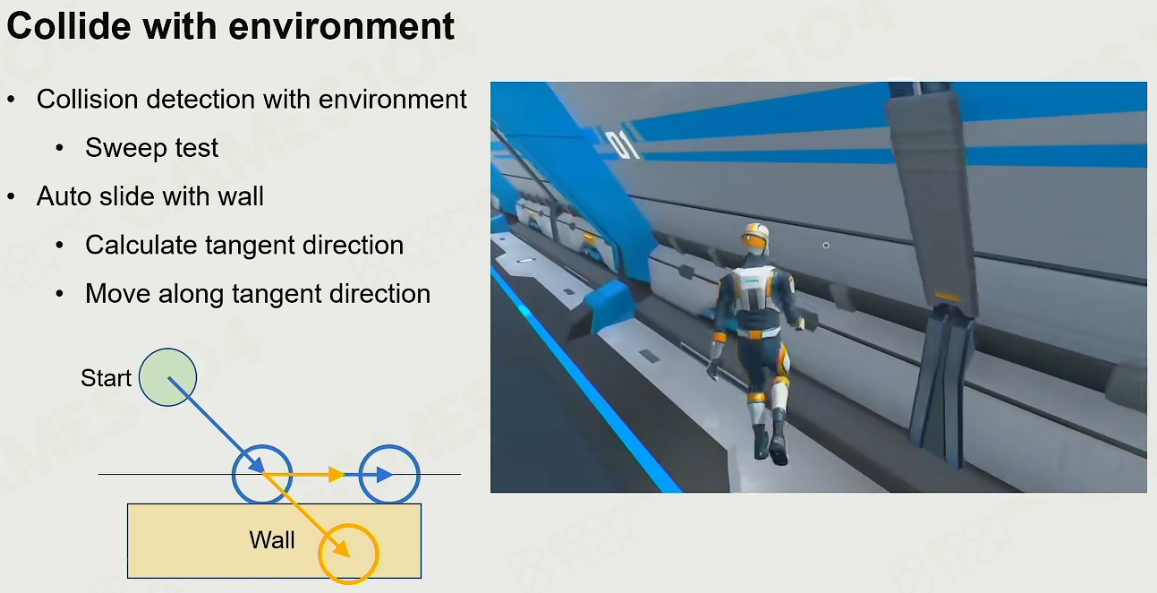 Collide with environment
• Collision detection with environment
• Sweep test
• Auto slide with wall
• Calculate tangent direction
• Move along tangent direction
01
Start
Wall